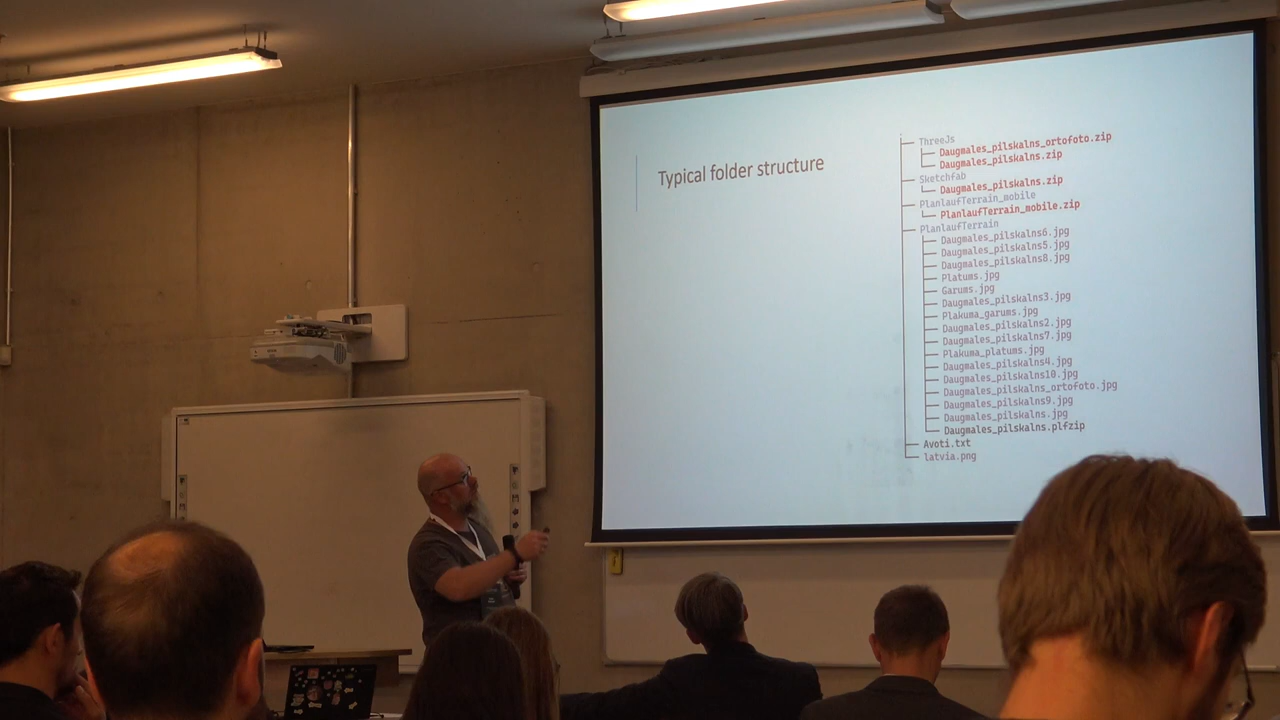 Typical folder structure
ThreeJs
Daugmales_pilskalns_ortofoto.zip
Daugmales_pilskalns.zip
Sketchfab
Daugmales_pilskalns.zip
PlanlaufTerrain_mobile
PlanlaufTerrain_mobile.zip
PlanlaufTerrain
Daugmales_pilskalns6.jpg
Daugmales_pilskalns5.jpg
Daugmales_pilskalns8.jpg
Platums.jpg
Garums.jpg
Daugmales_pilskalns3.jpg
Plakuma_garums.jpg
Daugmales_pilskalns2.jpg
Daugmales_pilskalns7.jpg
Plakuma_platums.jpg
Daugmales_pilskalns4.jpg
Daugmales_pilskalns10.jpg
Daugmales_pilskalns_ortofoto.jpg
Daugmales_pilskalns9.jpg
Daugmales_pilskalns.jpg
Daugmales_pilskalns.plfzip
Avoti.txt
latvia.png